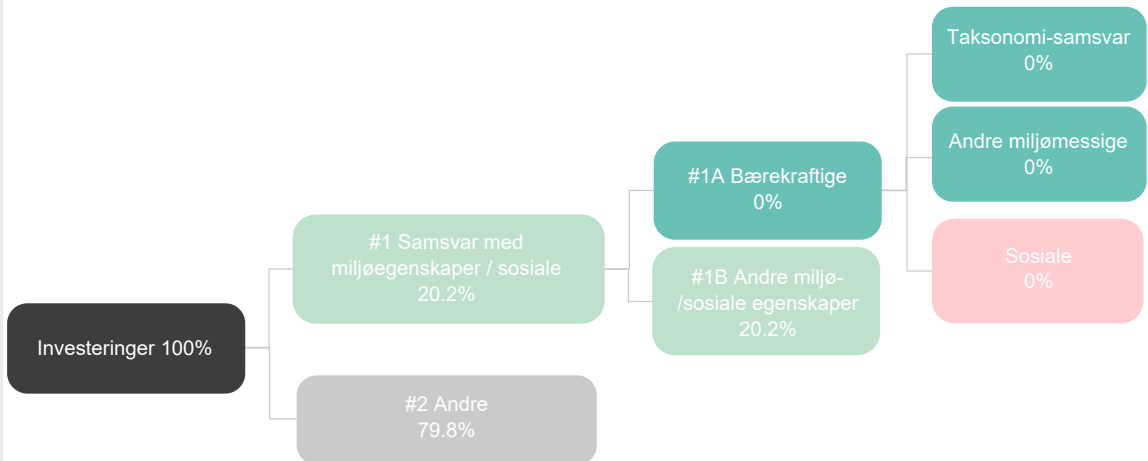 Investeringer 100%
#1 Samsvar med
miljøegenskaper / sosiale
20.2%
#2 Andre
79.8%
#1A Bærekraftige
0%
#1B Andre miljø-
/sosiale egenskaper
20.2%
Taksonomi-samsvar
0%
Andre miljømessige
0%
Sosiale
0%